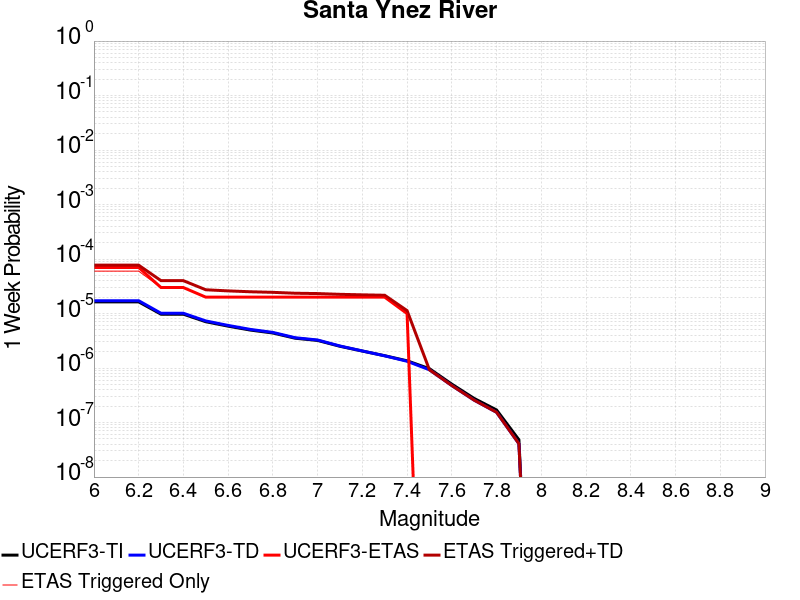 Santa Ynez River
10^0
10^-1
10^-2
10^-3
10^-4
10^-5
10^-6
10^-7
10^-8
1 Week Probability
6 6.2 6.4 6.6 6.8 7 7.2 7.4 7.6 7.8 8 8.2 8.4 8.6 8.8 9
Magnitude
UCERF3-TI UCERF3-TD UCERF3-ETAS ETAS Triggered+TD
ETAS Triggered Only